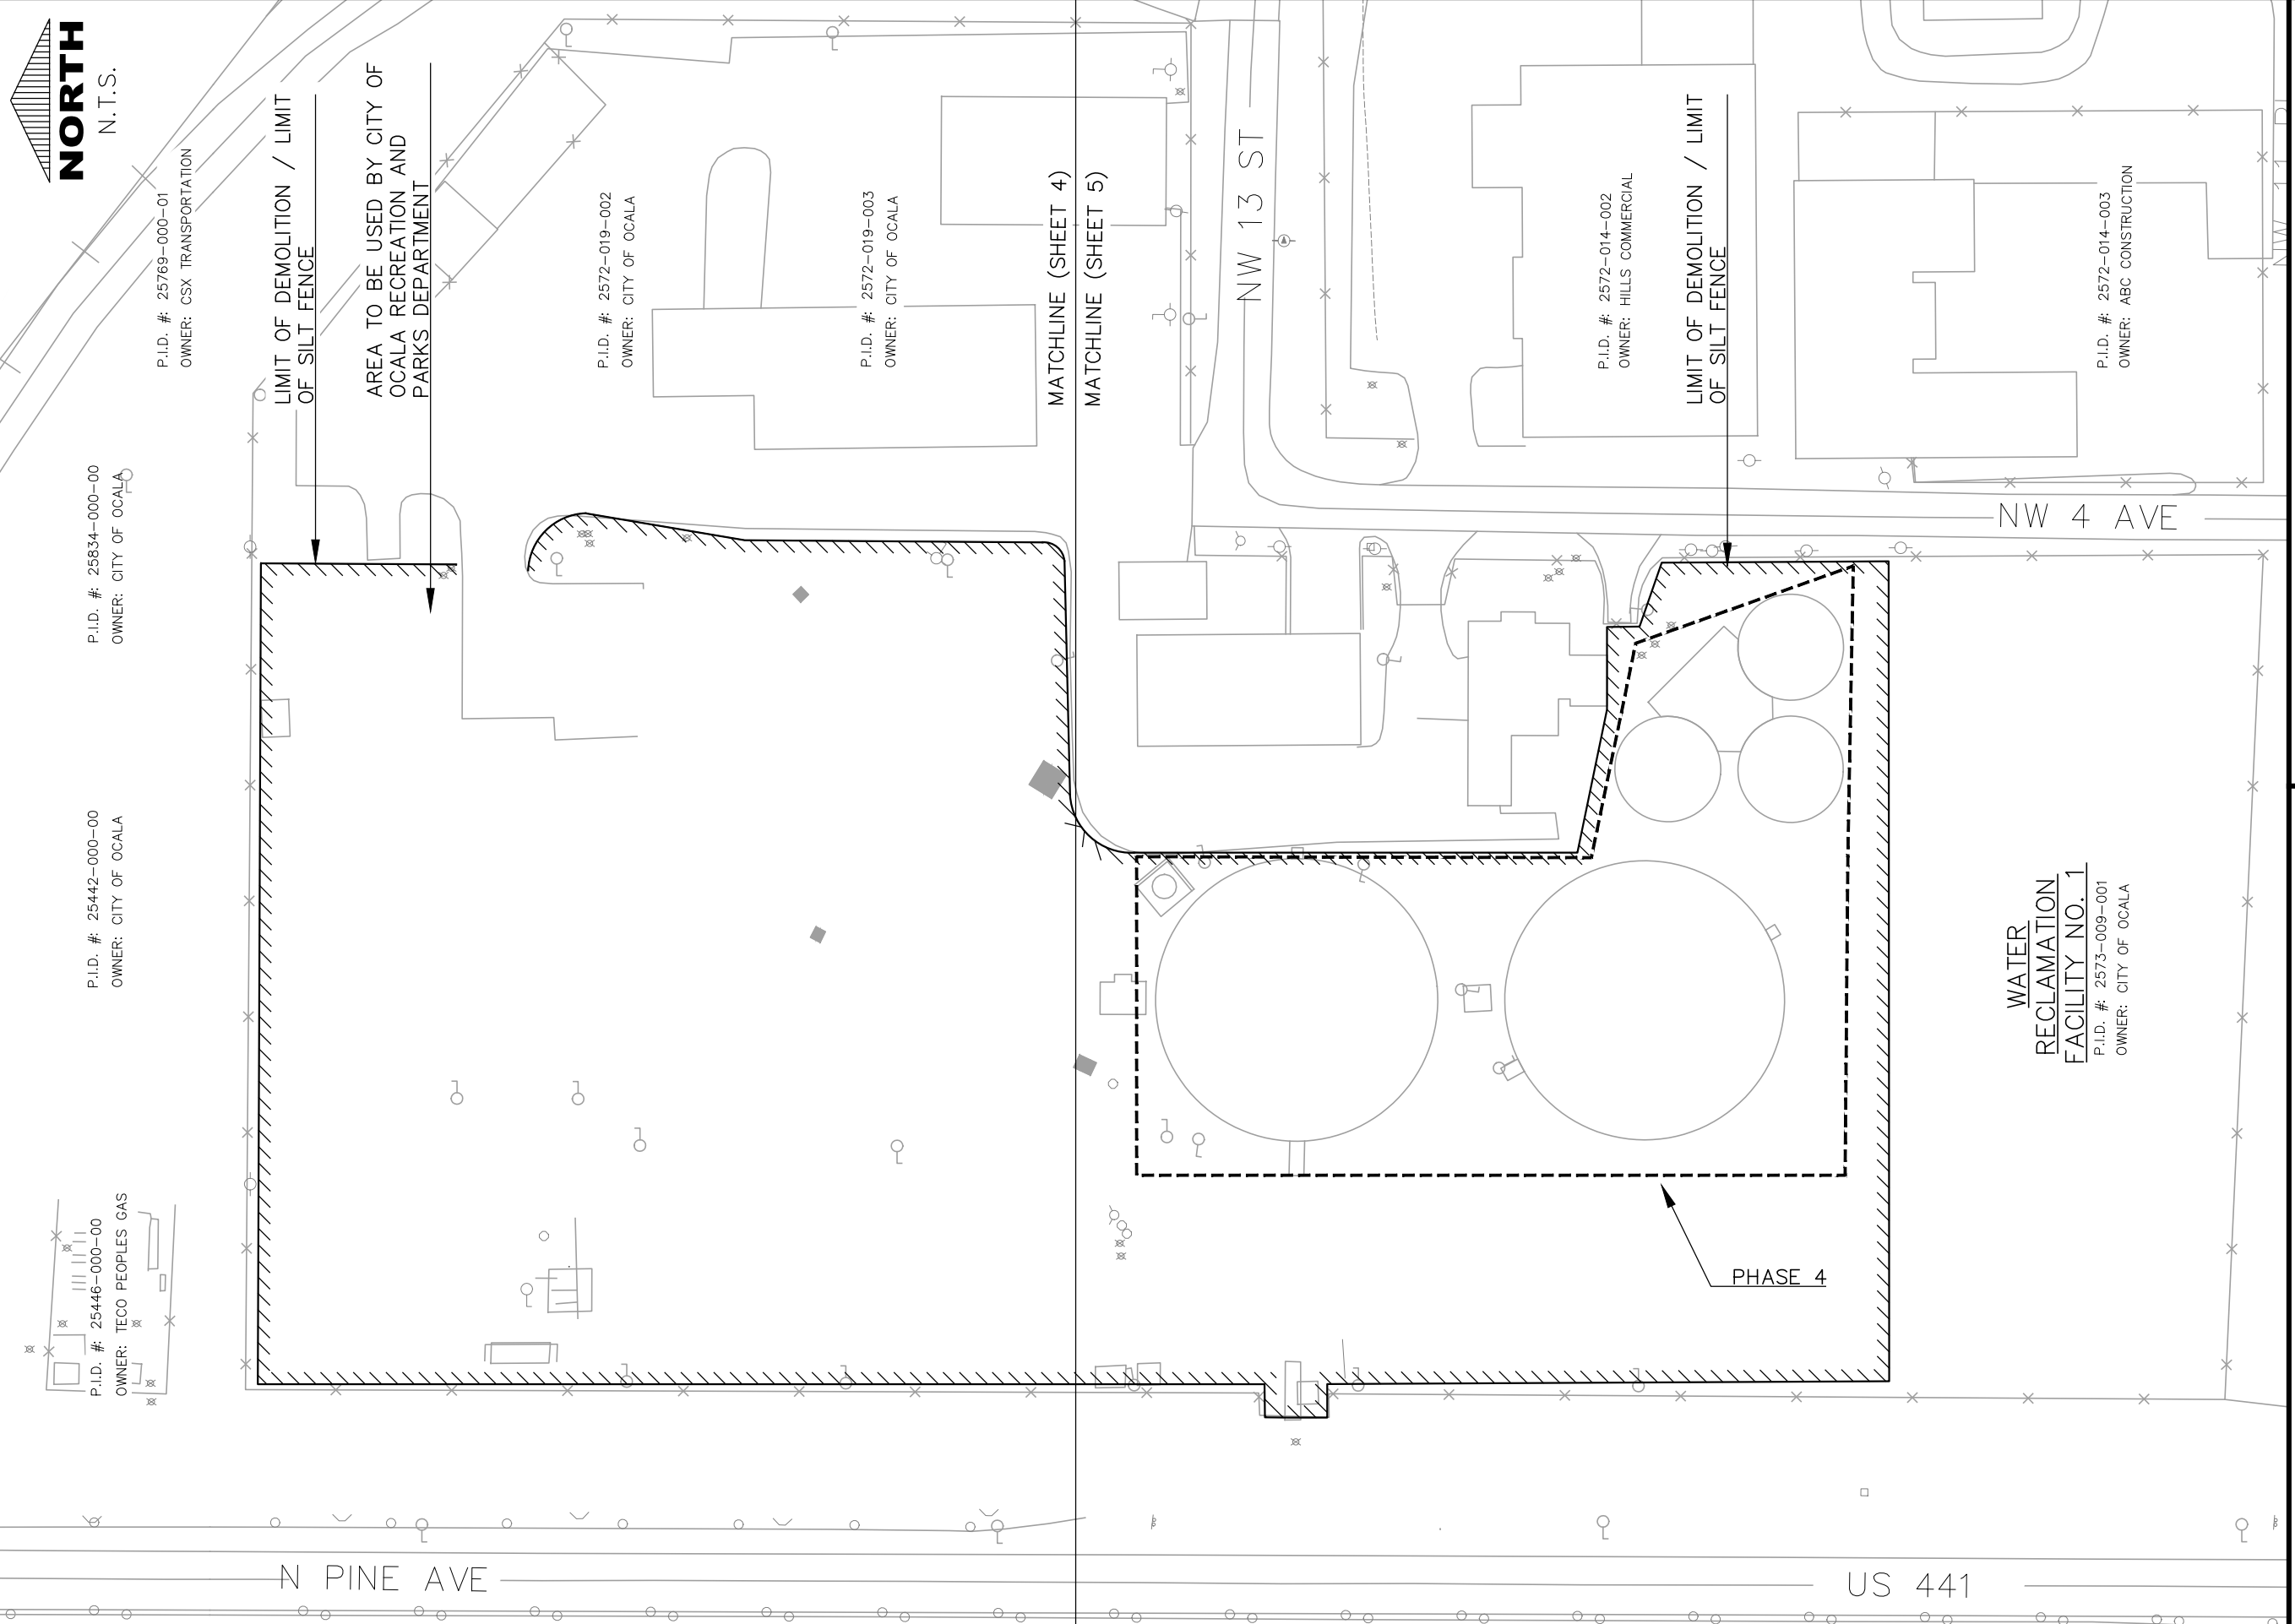 NORTH
N.T.S.
P.I.D. #: 25769-000-01
OWNER: CSX TRANSPORTATION
LIMIT OF DEMOLITION / LIMIT
OF SILT FENCE
AREA TO BE USED BY CITY OF
OCALA RECREATION AND
PARKS DEPARTMENT
P.I.D. #: 2572-019-002
OWNER: CITY OF OCALA
P.I.D. #: 2572-019-003
OWNER: CITY OF OCALA
MATCHLINE (SHEET 4)
MATCHLINE (SHEET 5)
NW 13 ST
P.I.D. #: 2572-014-002
OWNER: HILLS COMMERCIAL
LIMIT OF DEMOLITION / LIMIT
OF SILT FENCE
P.I.D. #: 2572-014-003
OWNER: ABC CONSTRUCTION
NW 4 AVE
P.I.D. #: 25834-000-00
OWNER: CITY OF OCALA
P.I.D. #: 25442-000-00
OWNER: CITY OF OCALA
P.I.D. #: 25446-000-00
OWNER: TECO PEOPLES GAS
WATER
RECLAMATION
FACILITY NO. 1
P.I.D. #: 2573-009-001
OWNER: CITY OF OCALA
PHASE 4
N PINE AVE
US 441